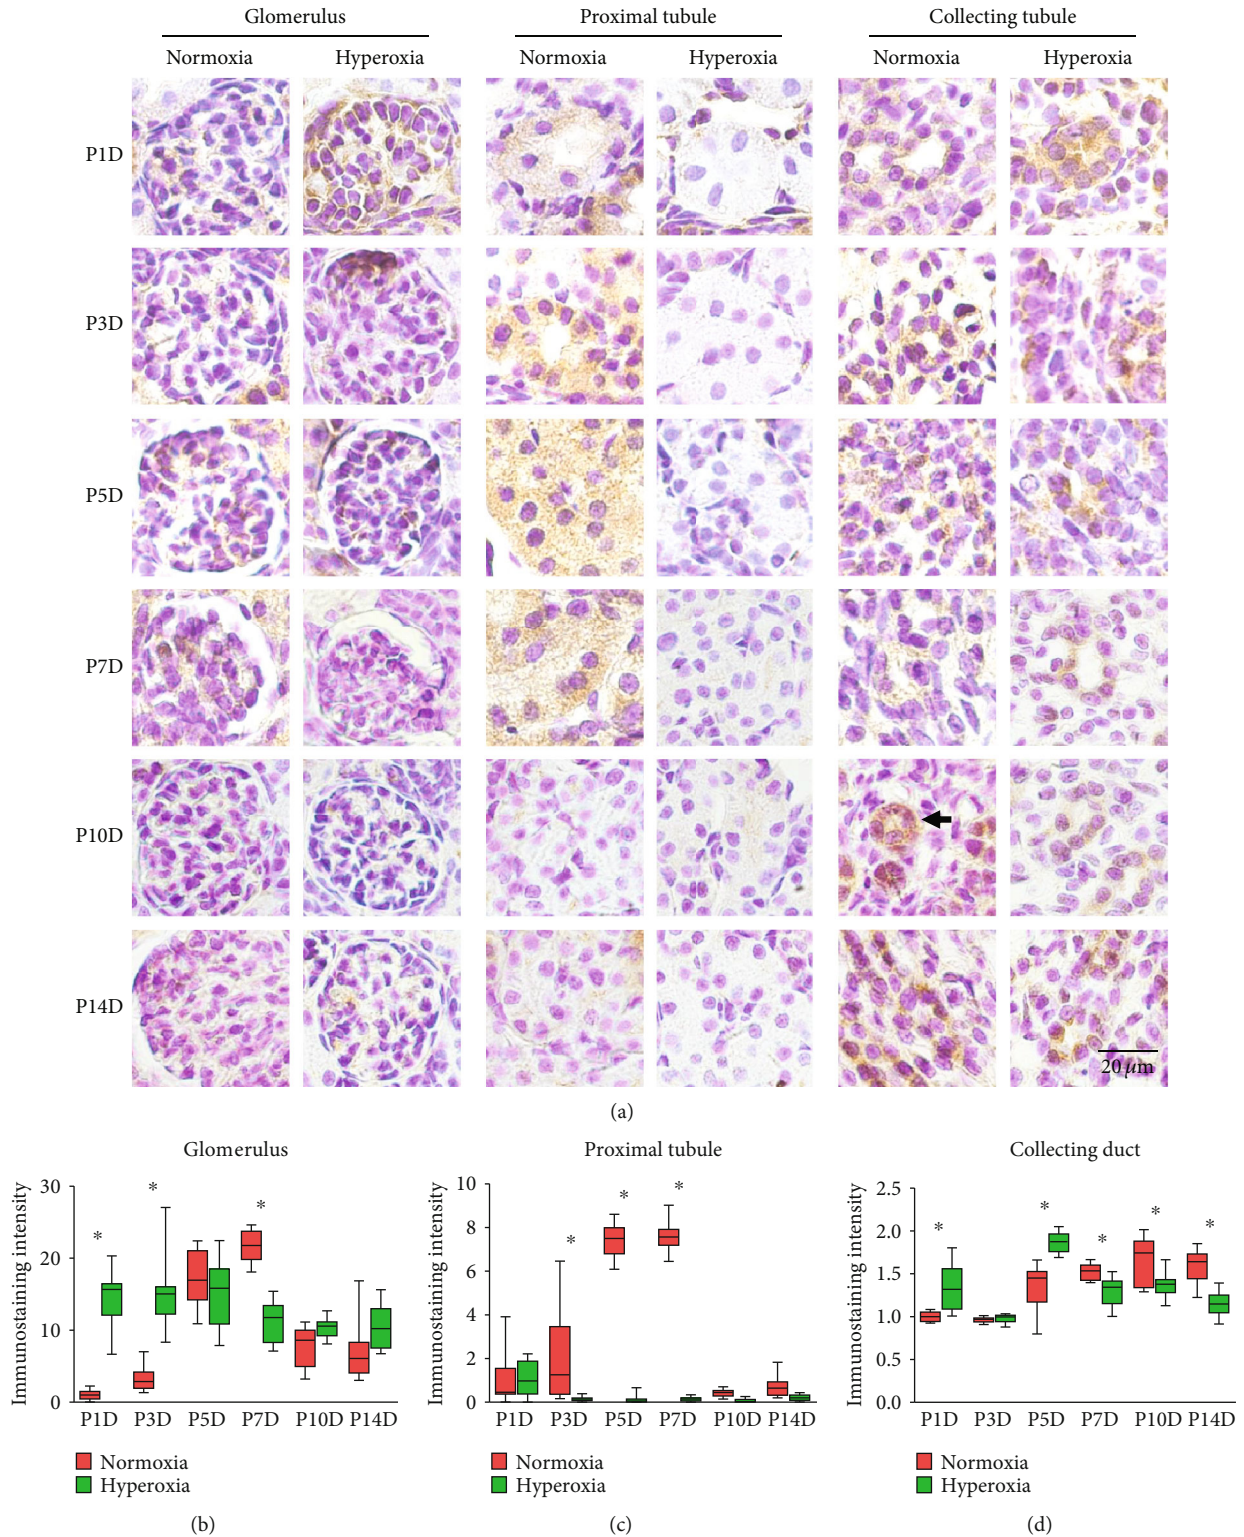 Glomerulus Proximal tubule Collecting tubule
Normoxia Hyperoxia Normoxia Hyperoxia Normoxia Hyperoxia
P1D
P3D
P5D
P7D
P10D
P14D
20 μm
(a)
Glomerulus
Immunostaining intensity
30
20
10
0
* * *
P1D P3D P5D P7D P10D P14D
Normoxia
Hyperoxia
(b)
Proximal tubule
Immunostaining intensity
10
8
6
4
2
0
* * *
P1D P3D P5D P7D P10D P14D
Normoxia
Hyperoxia
(c)
Collecting duct
Immunostaining intensity
2.5
2.0
1.5
1.0
0.5
0.0
* * * * *
P1D P3D P5D P7D P10D P14D
Normoxia
Hyperoxia
(d)